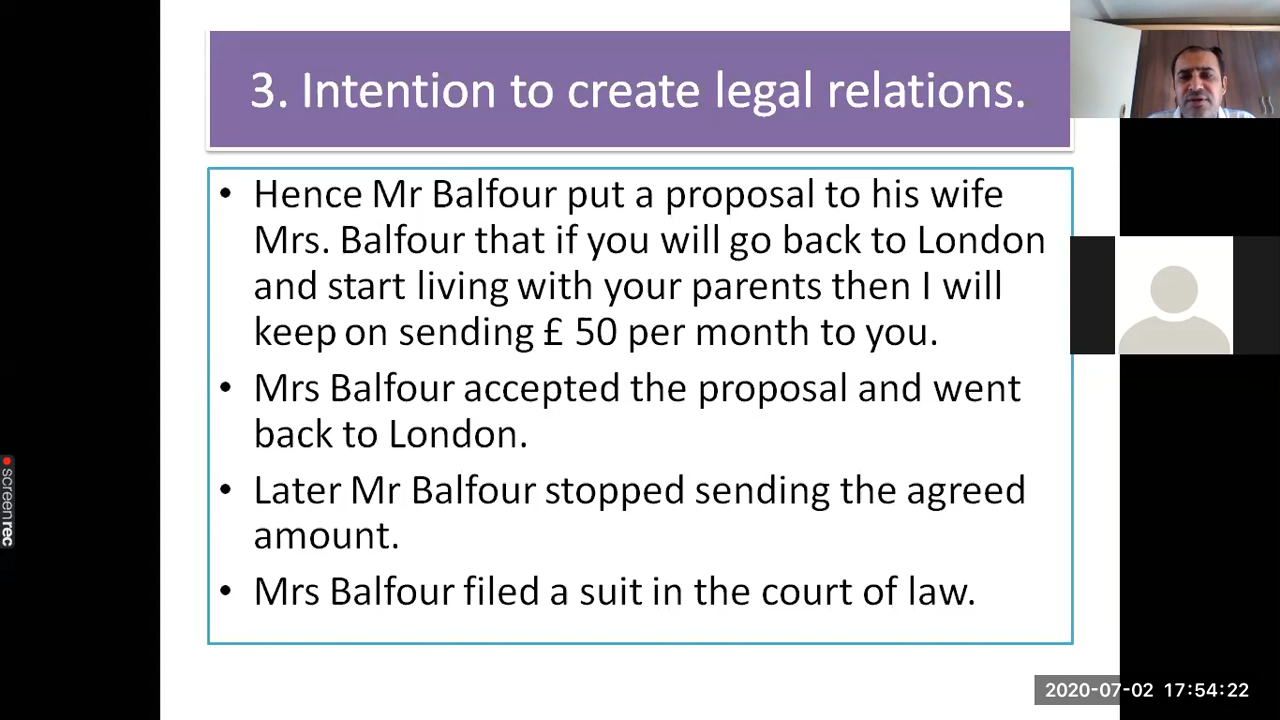 3. Intention to create legal relations.
• Hence Mr Balfour put a proposal to his wife
Mrs. Balfour that if you will go back to London
and start living with your parents then I will
keep on sending £ 50 per month to you.
• Mrs Balfour accepted the proposal and went
back to London.
• Later Mr Balfour stopped sending the agreed
amount.
• Mrs Balfour filed a suit in the court of law.
screenrec
2020-07-02 17:54:22